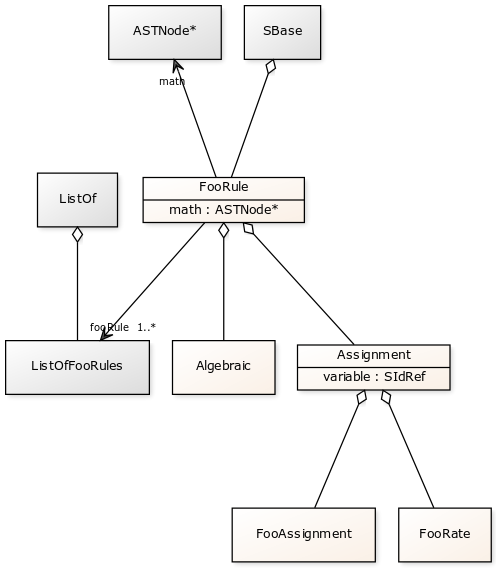 ASTNode*
SBase
math
FooRule
math : ASTNode*
ListOf
fooRule 1..*
ListOfFooRules
Algebraic
Assignment
variable : SIdRef
FooAssignment
FooRate